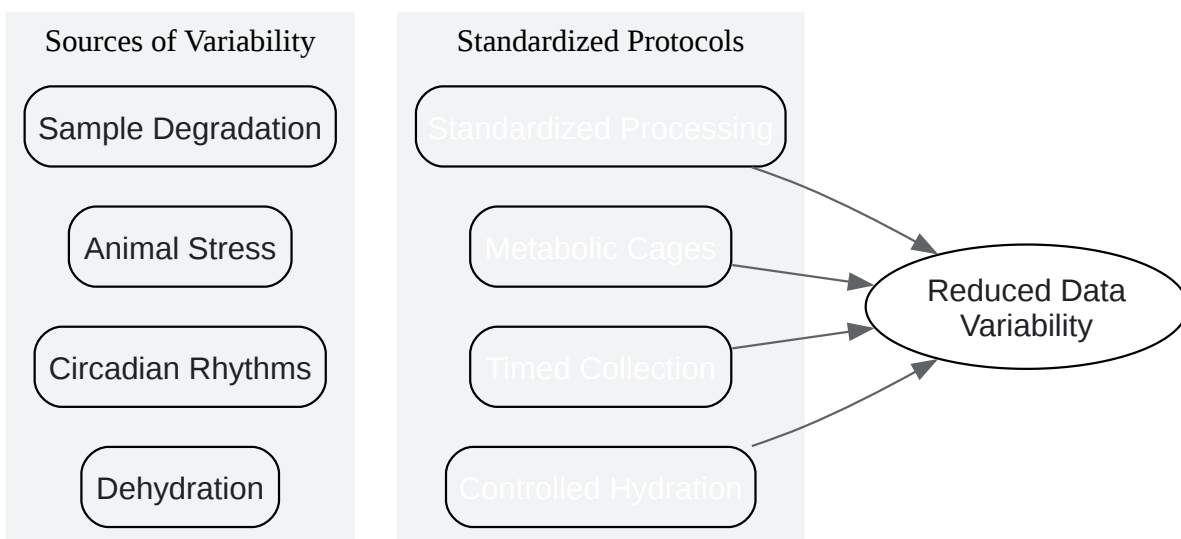 Sources of Variability
Sample Degradation
Animal Stress
Circadian Rhythms
Dehydration
Standardized Protocols
Standardized Processing
Metabolic Cages
Timed Collection
Controlled Hydration
Reduced Data
Variability